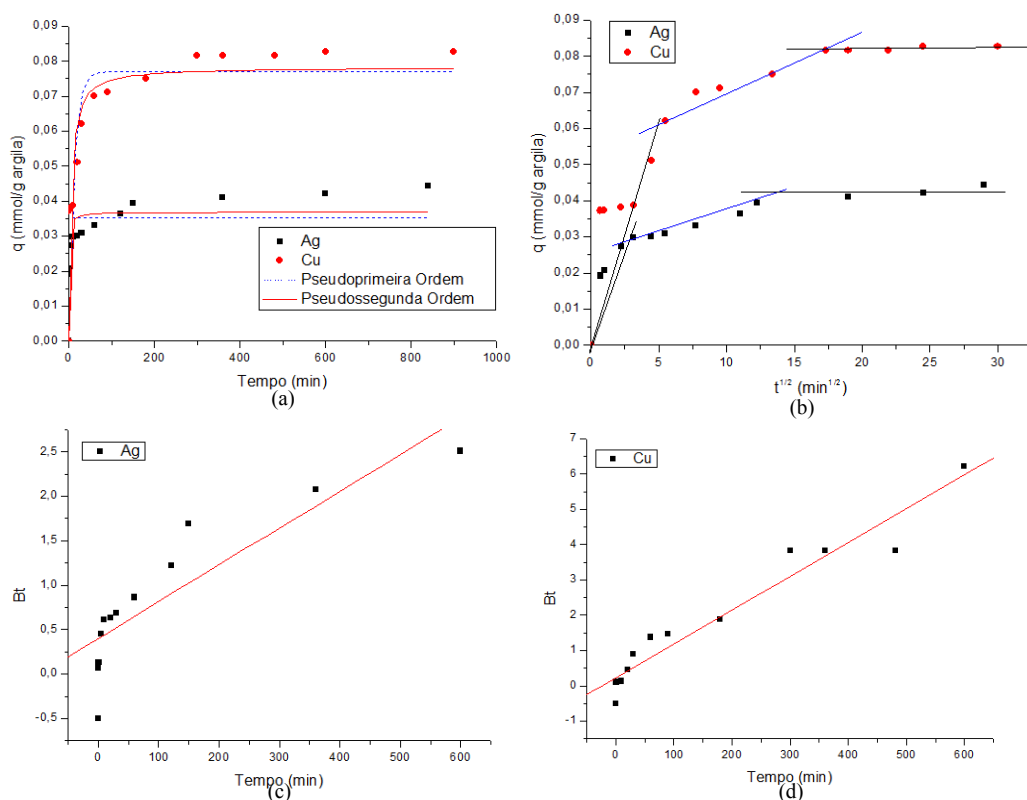 (a)
0,09
0,08
0,07
0,06
0,05
0,04
0,03
0,02
0,01
0,00
q (mmol/g argila)
Ag
Cu
Pseudoprimeira Ordem
Pseudossegunda Ordem
0 200 400 600 800 1000
Tempo (min)
(a)
(b)
0,09
0,08
0,07
0,06
0,05
0,04
0,03
0,02
0,01
0,00
q (mmol/g argila)
Ag
Cu
0 5 10 15 20 25 30
t^1/2 (min^1/2)
(b)
Ag
2,5
2,0
1,5
1,0
0,5
0,0
-0,5
Bt
0 100 200 300 400 500 600
Tempo (min)
(c)
Cu
7
6
5
4
3
2
1
0
-1
Bt
0 100 200 300 400 500 600
Tempo (min)
(d)